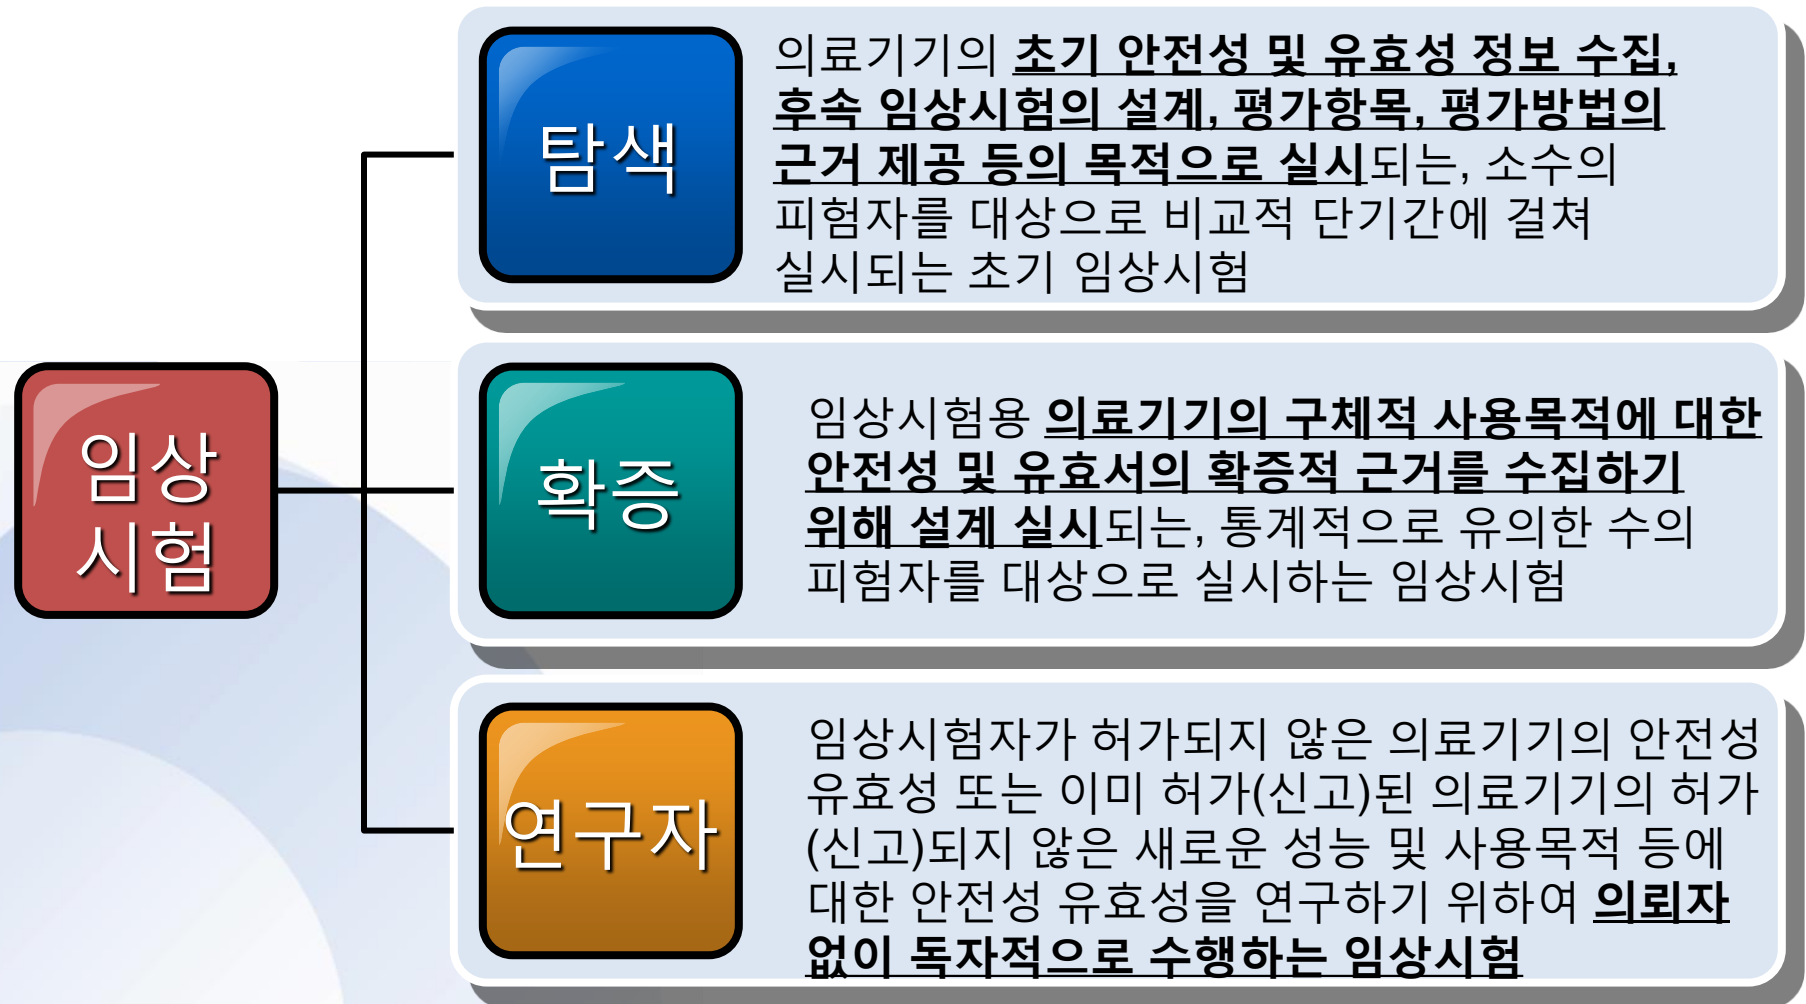 임상
시험
탐색
의료기기의 초기 안전성 및 유효성 정보 수집,
후속 임상시험의 설계, 평가항목, 평가방법의
근거 제공 등의 목적으로 실시되는, 소수의
피험자를 대상으로 비교적 단기간에 걸쳐
실시되는 초기 임상시험
확증
임상시험용 의료기기의 구체적 사용목적에 대한
안전성 및 유효서의 확증적 근거를 수집하기
위해 설계 실시되는, 통계적으로 유의한 수의
피험자를 대상으로 실시하는 임상시험
연구자
임상시험자가 허가되지 않은 의료기기의 안전성
유효성 또는 이미 허가(신고)된 의료기기의 허가
(신고)되지 않은 새로운 성능 및 사용목적 등에
대한 안전성 유효성을 연구하기 위하여 의뢰자
없이 독자적으로 수행하는 임상시험